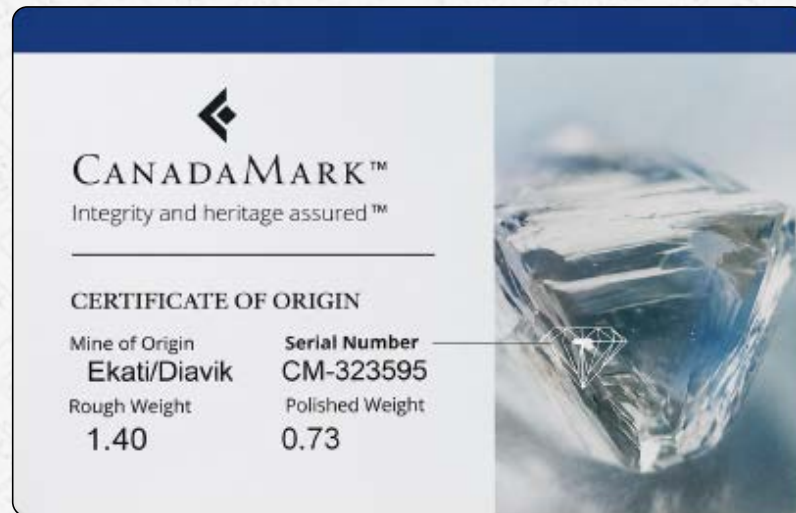 CANADAMARK™
Integrity and heritage assured™
CERTIFICATE OF ORIGIN
Mine of Origin
Ekati/Diavik
Serial Number
CM-323595
Rough Weight
1.40
Polished Weight
0.73